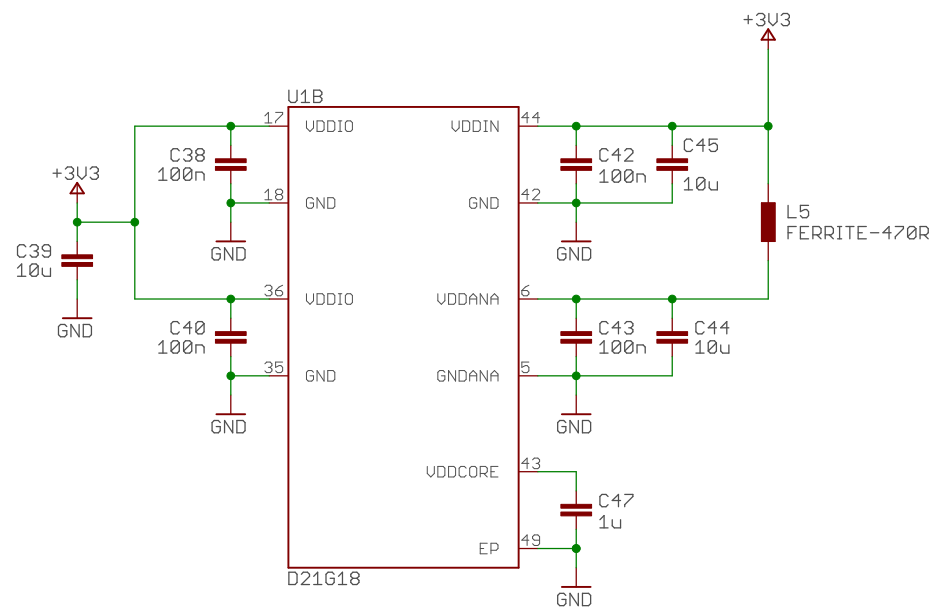 +3V3
U1B
17
VDDIO
VDDIN
44
C38
100n
C42
100n
C45
10u
+3V3
18
GND
GND
42
L5
FERRITE-470R
GND
GND
C39
10u
36
VDDIO
VDDANA
6
GND
C40
100n
C43
100n
C44
10u
35
GND
GNDANA
5
GND
GND
VDDCORE
43
C47
1u
EP
49
D21G18
GND